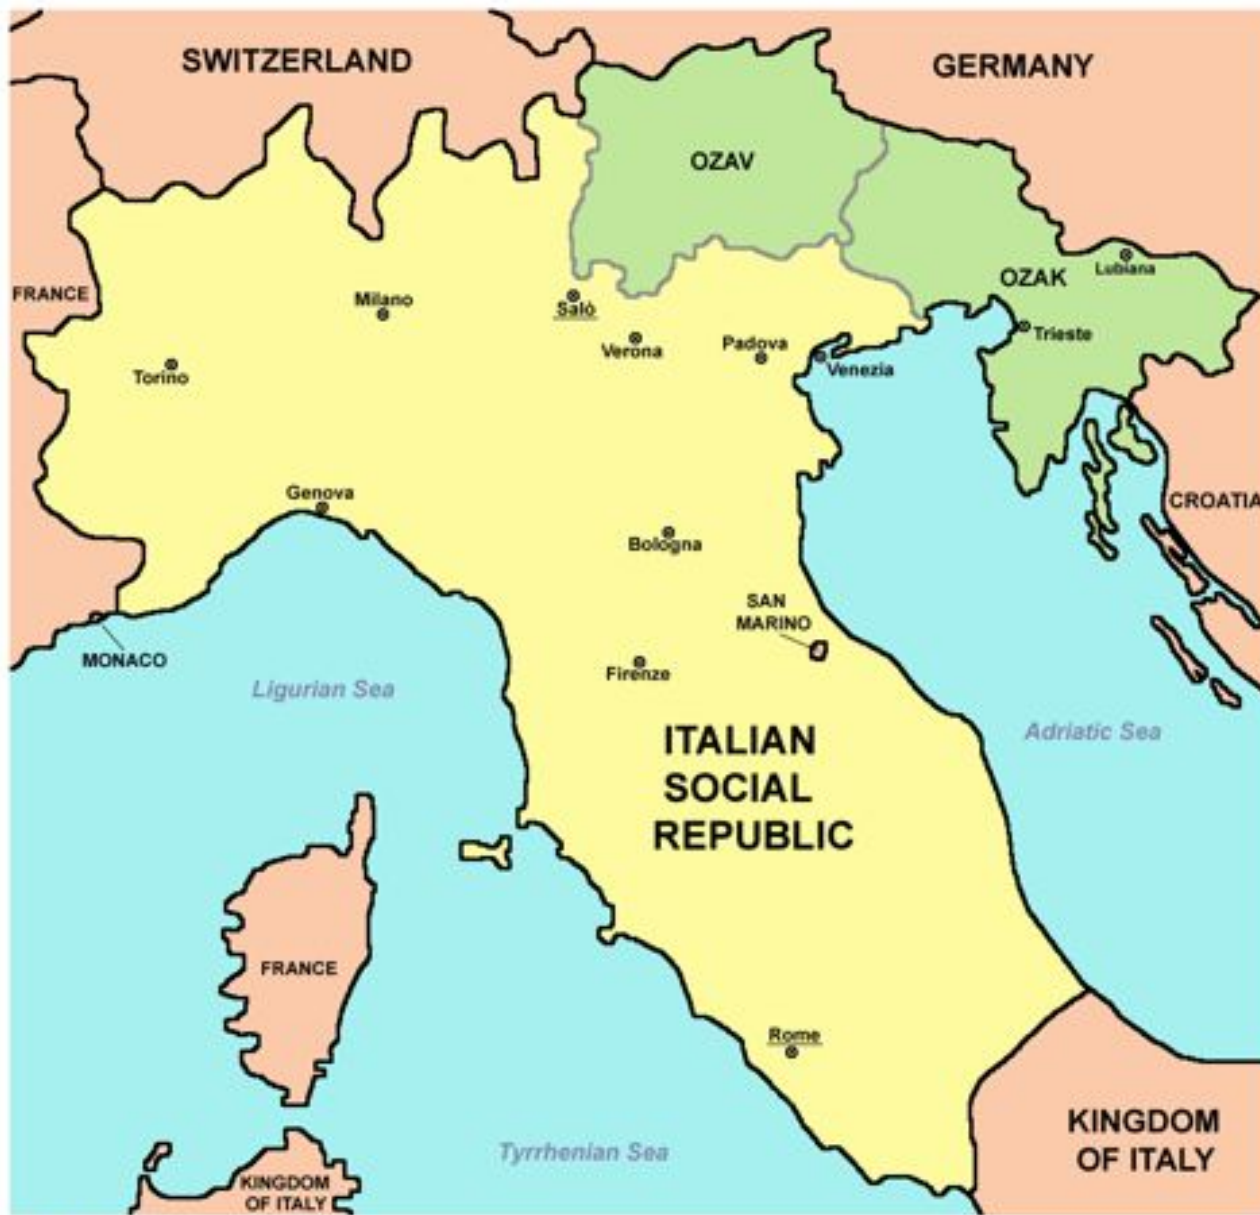 SWITZERLAND
GERMANY
OZAV
OZAK
Lubiana
FRANCE
Milano
Salò
Trieste
Verona
Padova
Venezia
Torino
Genova
CROATIA
Bologna
SAN
MARINO
MONACO
Firenze
Ligurian Sea
Adriatic Sea
ITALIAN
SOCIAL
REPUBLIC
FRANCE
Rome
KINGDOM
OF ITALY
Tyrrhenian Sea
KINGDOM
OF ITALY